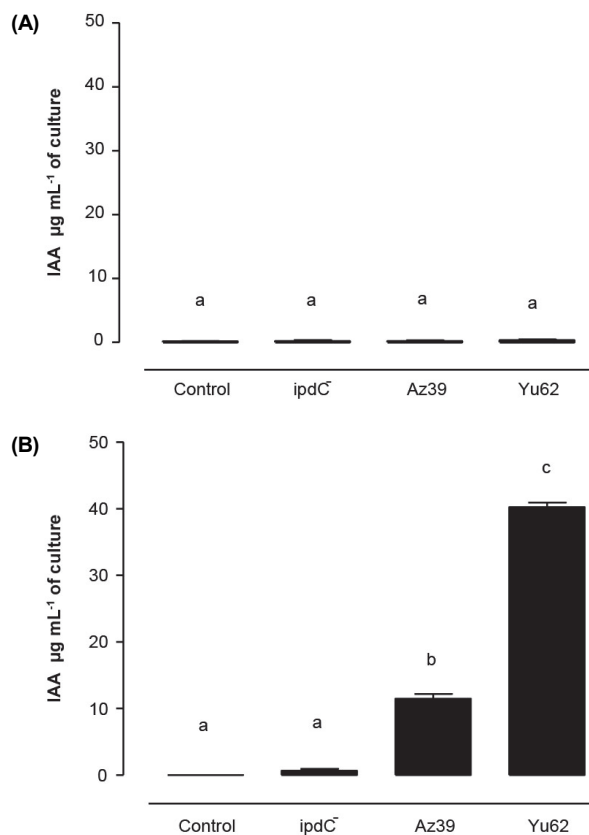 (A)
IAA µg mL⁻¹ of culture
50
40
30
20
10
0
a a a a
Control ipdC⁻ Az39 Yu62
(B)
IAA µg mL⁻¹ of culture
50
40
30
20
10
0
a a b c
Control ipdC⁻ Az39 Yu62